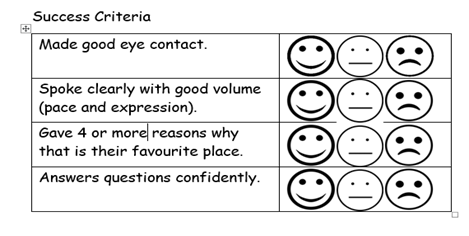 Success Criteria
Made good eye contact.
Spoke clearly with good volume
(pace and expression).
Gave 4 or more reasons why
that is their favourite place.
Answers questions confidently.